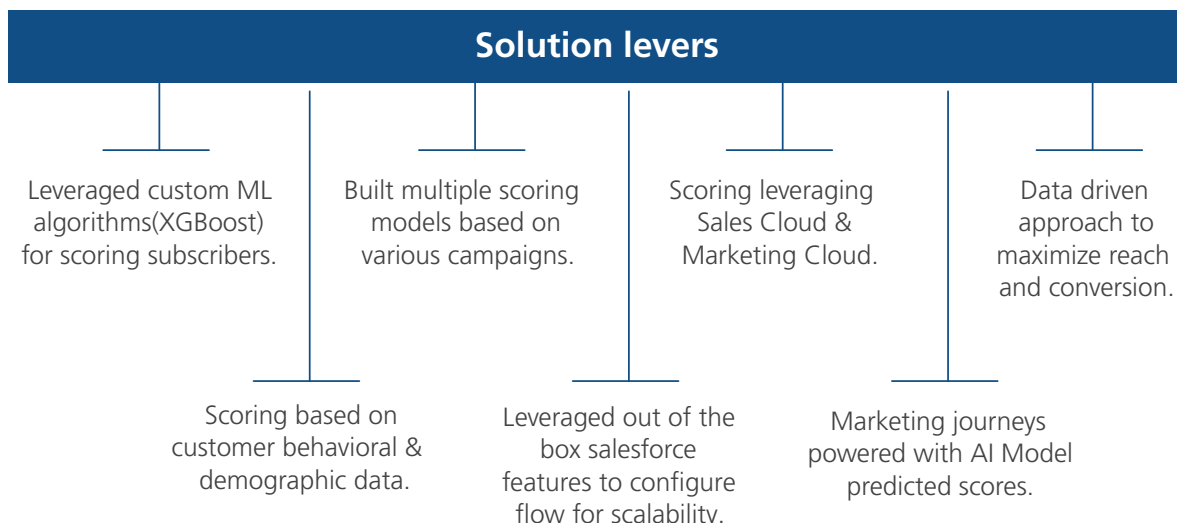 Solution levers
Leveraged custom ML
algorithms(XGBoost)
for scoring subscribers.
Built multiple scoring
models based on
various campaigns.
Scoring leveraging
Sales Cloud &
Marketing Cloud.
Data driven
approach to
maximize reach
and conversion.
Scoring based on
customer behavioral &
demographic data.
Leveraged out of the
box salesforce
features to configure
flow for scalability.
Marketing journeys
powered with AI Model
predicted scores.